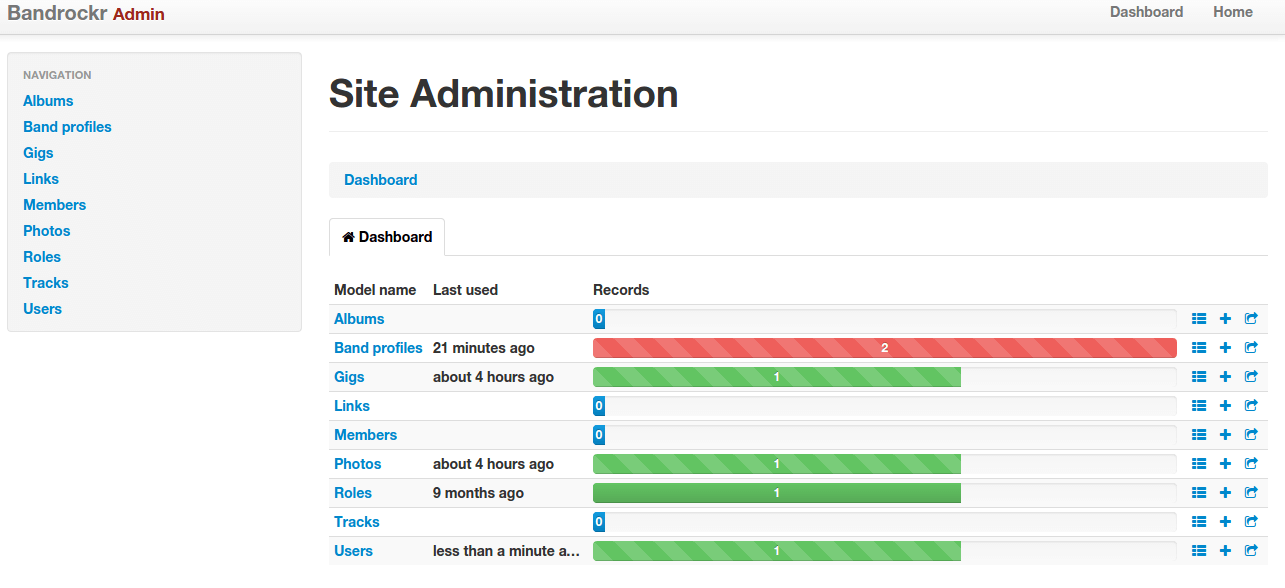 Bandrockr Admin
Dashboard Home
NAVIGATION
Albums
Band profiles
Gigs
Links
Members
Photos
Roles
Tracks
Users
Site Administration
Dashboard
Dashboard
Model name Last used Records
Albums 0
Band profiles 21 minutes ago 2
Gigs about 4 hours ago 1
Links 0
Members 0
Photos about 4 hours ago 1
Roles 9 months ago 1
Tracks 0
Users less than a minute a... 1